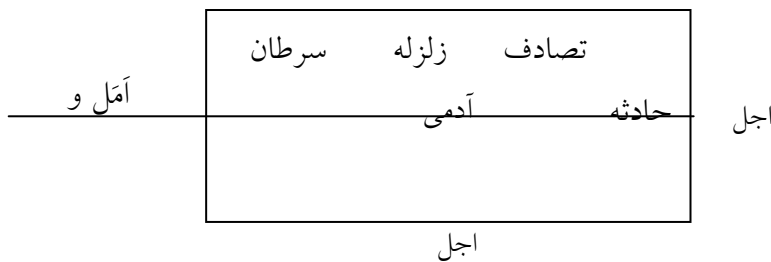 تصادف زلزله سرطان
حادثه آدمی اَمَل و
اجل
اجل